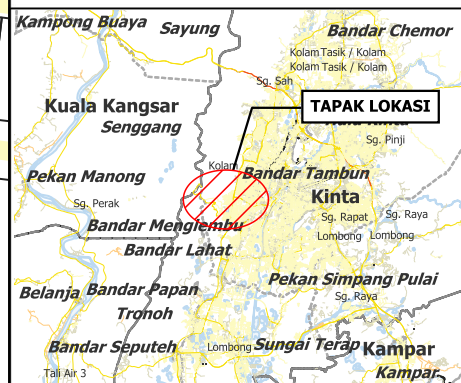 Kampong Buaya
Sayung
Bandar Chemor
Kolam Tasik / Kolam
Kolam Tasik / Kolam
Sg. Sah
Kuala Kangsar
TAPAK LOKASI
Senggang
Sg. Pinji
Kolam
Pekan Manong
Bandar Tambun
Kinta
Sg. Perak
Sg. Rapat
Sg. Raya
Bandar Menglembu
Lombong
Lombong
Bandar Lahat
Pekan Simpang Pulai
Belanja
Bandar Papan
Sg. Raya
Tronoh
Bandar Seputeh
Lombong
Sungai Terap
Kampar
Tali Air 3
Kampar